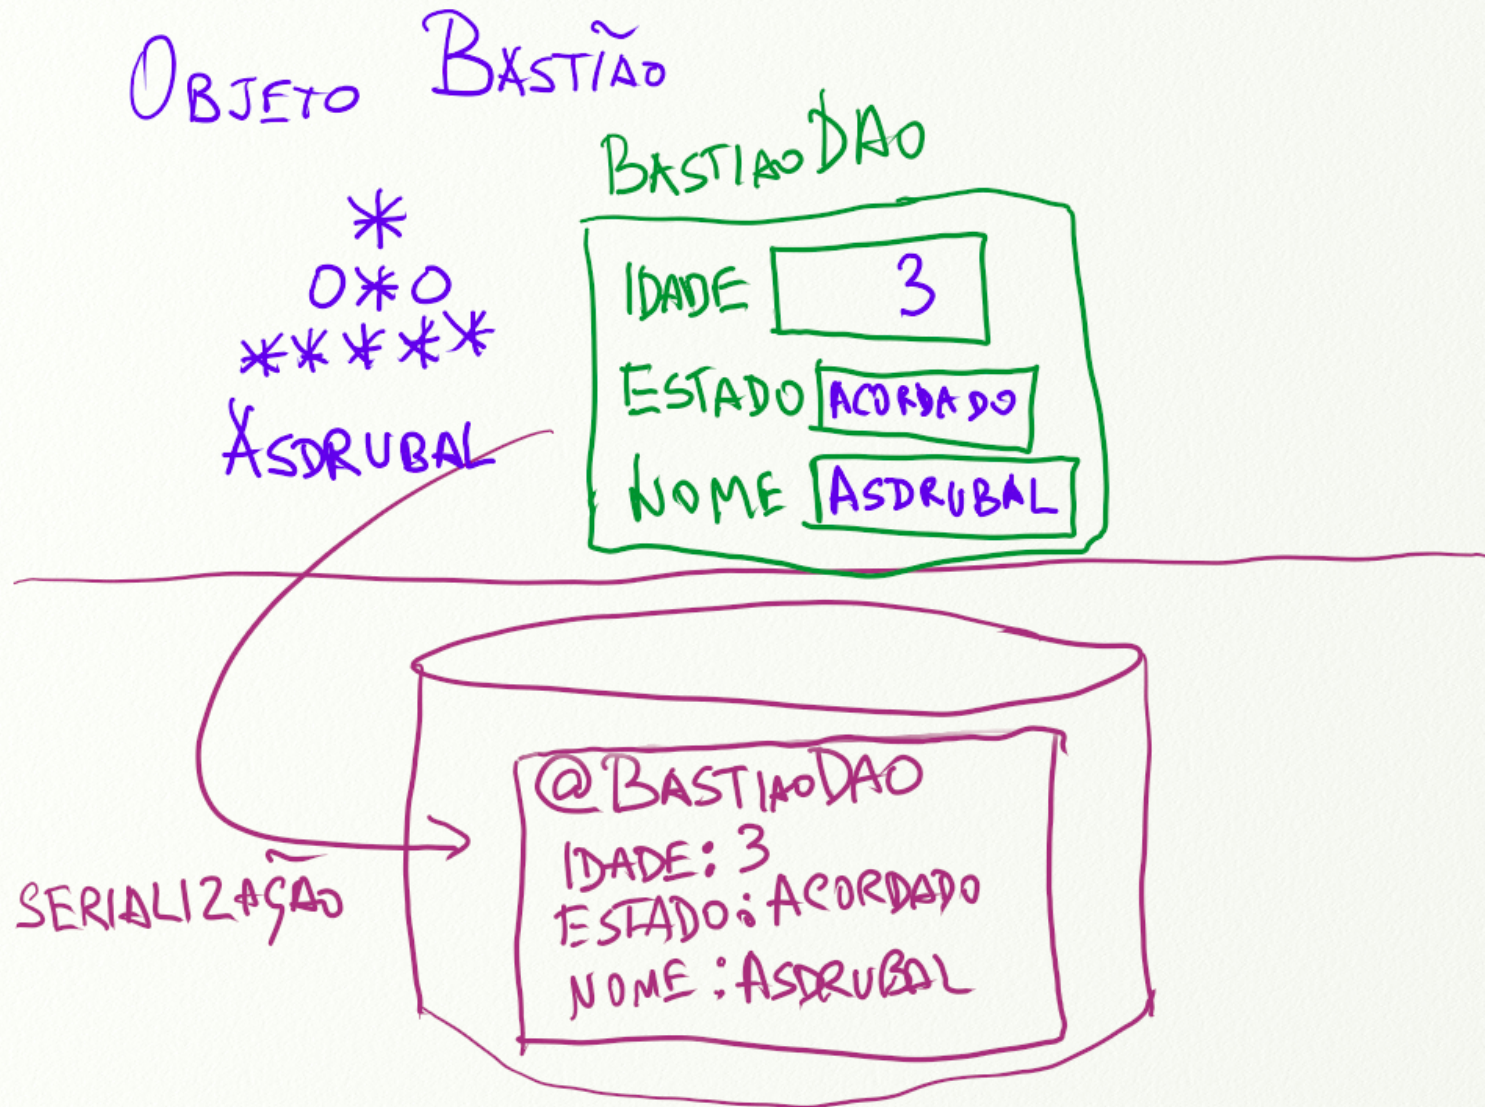 OBJETO BASTIÃO
BASTIAODAO
*
O*O
*****
ASDRUBAL
IDADE 3
ESTADO ACORDADO
NOME ASDRUBAL
@BASTIAODAO
IDADE: 3
ESTADO: ACORDADO
NOME: ASDRUBAL
SERIALIZAÇÃO